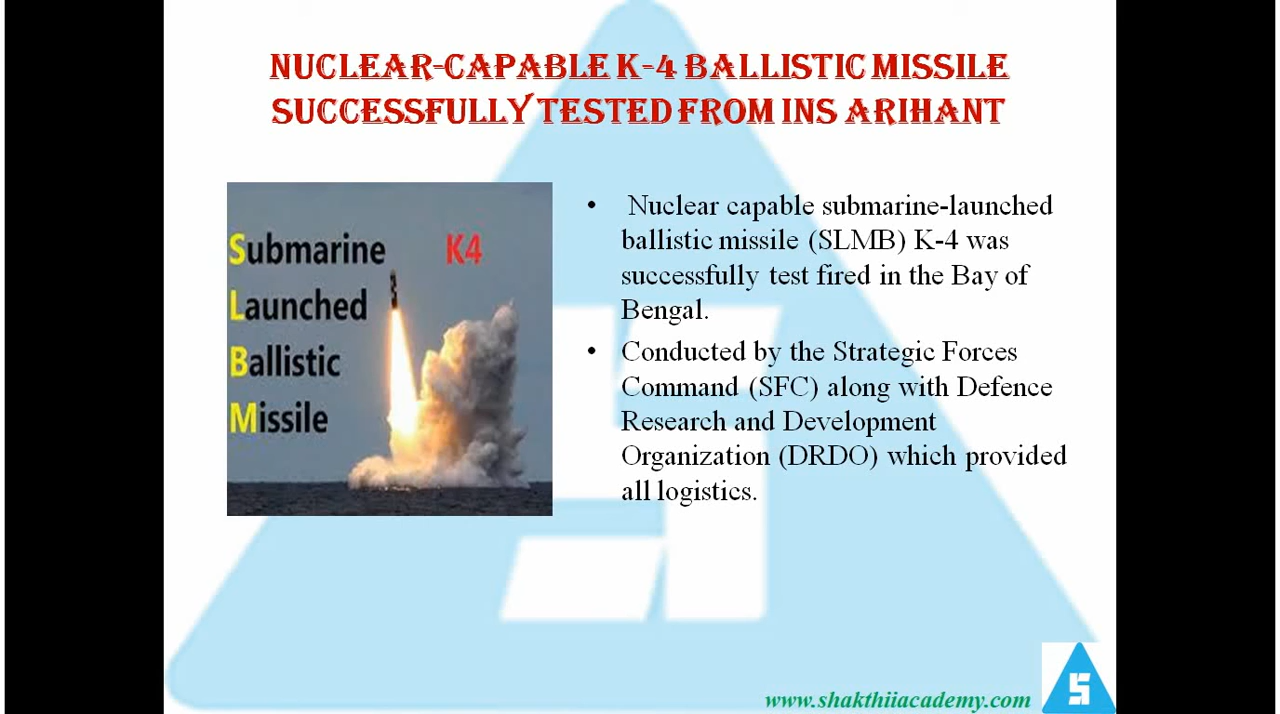 NUCLEAR-CAPABLE K-4 BALLISTIC MISSILE
SUCCESSFULLY TESTED FROM INS ARIHANT
Submarine K4
Launched
Ballistic
Missile
• Nuclear capable submarine-launched
ballistic missile (SLMB) K-4 was
successfully test fired in the Bay of
Bengal.
• Conducted by the Strategic Forces
Command (SFC) along with Defence
Research and Development
Organization (DRDO) which provided
all logistics.
www.shakthiiacademy.com
S